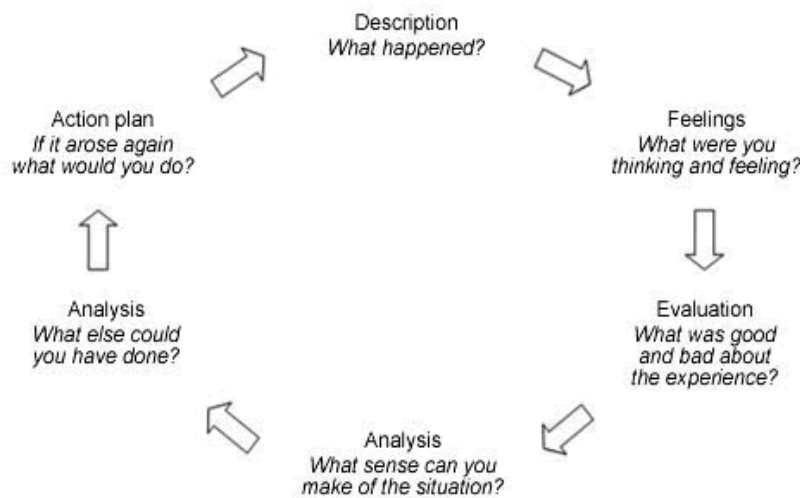 Description
What happened?
Feelings
What were you
thinking and feeling?
Evaluation
What was good
and bad about
the experience?
Analysis
What sense can you
make of the situation?
Analysis
What else could
you have done?
Action plan
If it arose again
what would you do?